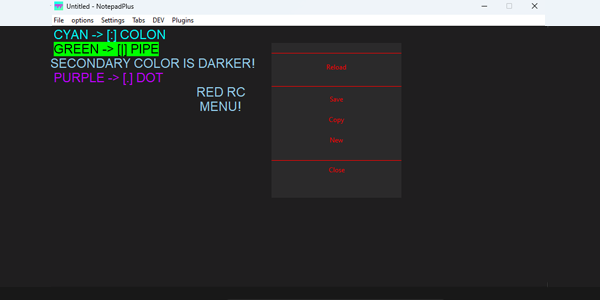 Untitled - NotepadPlus
File options Settings Tabs DEV Plugins
CYAN -> [:] COLON
GREEN -> [|] PIPE
SECONDARY COLOR IS DARKER!
PURPLE -> [.] DOT
RED RC
MENU!
Reload
Save
Copy
New
Close